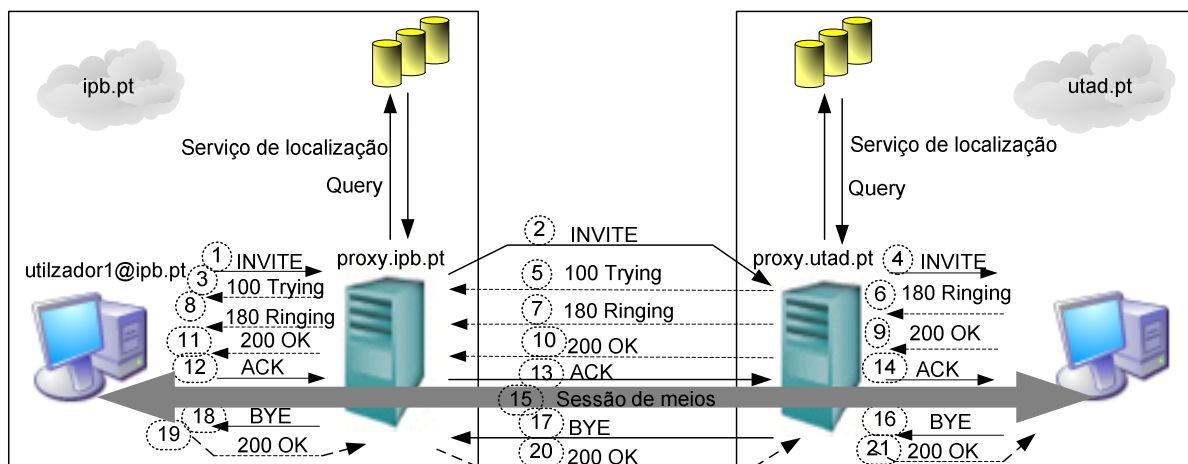 ipb.pt
utad.pt
Serviço de localização
Query
Serviço de localização
Query
utilzador1@ipb.pt
proxy.ipb.pt
proxy.utad.pt
1 INVITE
2 INVITE
3 100 Trying
4 INVITE
5 100 Trying
6 180 Ringing
7 180 Ringing
8 180 Ringing
9 200 OK
10 200 OK
11 200 OK
12 ACK
13 ACK
14 ACK
15 Sessão de meios
16 BYE
17 BYE
18 BYE
19 200 OK
20 200 OK
21 200 OK